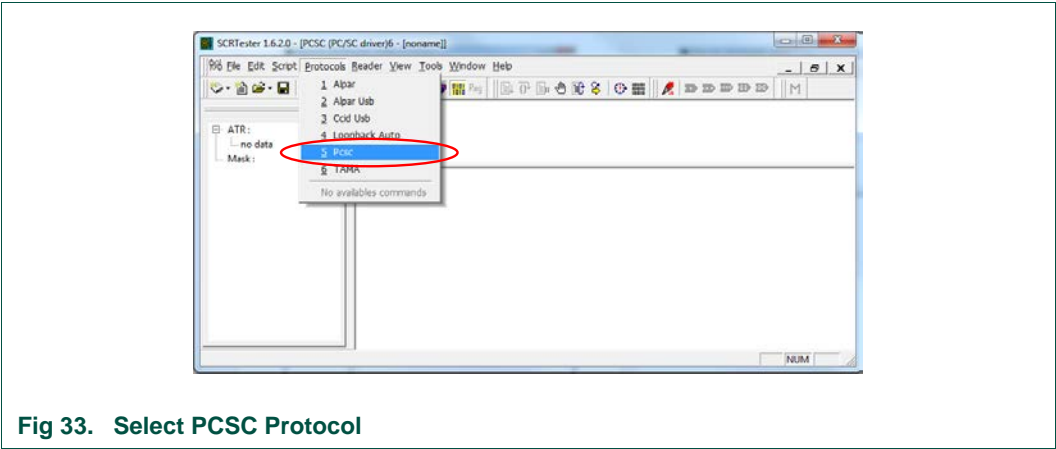 SCRTester 1.6.2.0 - [PCSC (PC/SC driver)6 - [noname]]
File Edit Script Protocols Reader View Tools Window Help
1 Alpar
2 Alpar Usb
3 Ccid Usb
4 Loopback Auto
5 Pcsc
6 TAMA
No availables commands
M
ATR:
no data
Mask:
NUM
Fig 33. Select PCSC Protocol